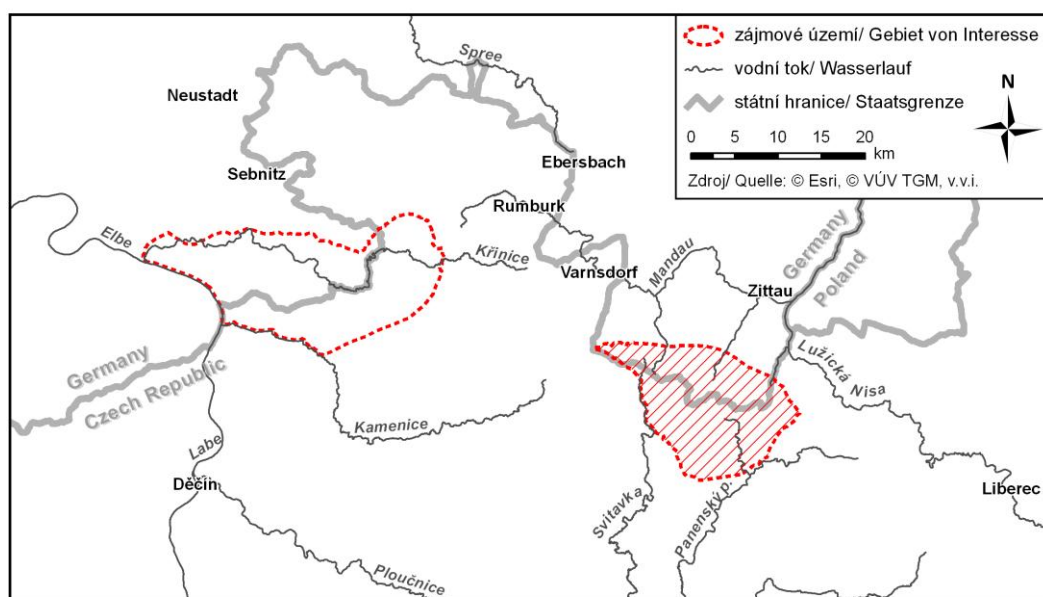 zájmové území/ Gebiet von Interesse
vodní tok/ Wasserlauf
státní hranice/ Staatsgrenze
0 5 10 15 20
km
Zdroj/ Quelle: © Esri, © VÚV TGM, v.v.i.
N
Spree
Neustadt
Ebersbach
Sebnitz
Rumburk
Elbe
Křinice
Varnsdorf
Mandau
Zittau
Germany
Poland
Lužická Nisa
Germany
Czech Republic
Kamenice
Labe
Děčín
Svitavka
Panenský p.
Liberec
Ploučnice